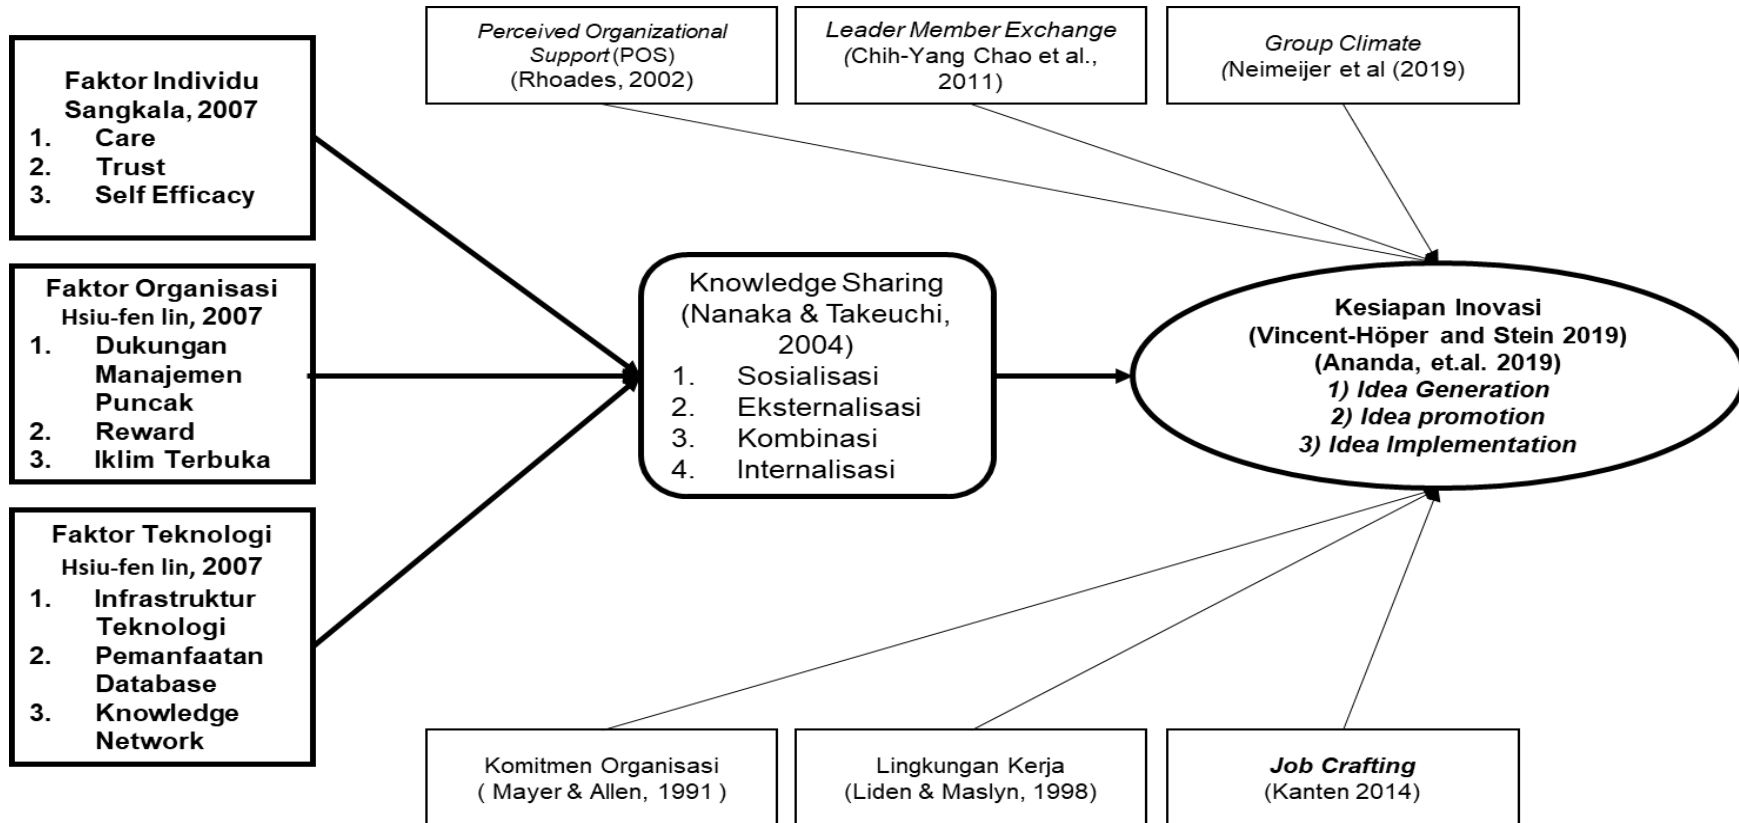 Faktor Individu
Sangkala, 2007
1. Care
2. Trust
3. Self Efficacy
Faktor Organisasi
Hsiu-fen lin, 2007
1. Dukungan
Manajemen
Puncak
2. Reward
3. Iklim Terbuka
Faktor Teknologi
Hsiu-fen lin, 2007
1. Infrastruktur
Teknologi
2. Pemanfaatan
Database
3. Knowledge
Network
Perceived Organizational
Support (POS)
(Rhoades, 2002)
Leader Member Exchange
(Chih-Yang Chao et al.,
2011)
Group Climate
(Neimeijer et al (2019)
Knowledge Sharing
(Nanaka & Takeuchi,
2004)
1. Sosialisasi
2. Eksternalisasi
3. Kombinasi
4. Internalisasi
Kesiapan Inovasi
(Vincent-Höper and Stein 2019)
(Ananda, et.al. 2019)
1) Idea Generation
2) Idea promotion
3) Idea Implementation
Komitmen Organisasi
( Mayer & Allen, 1991 )
Lingkungan Kerja
(Liden & Maslyn, 1998)
Job Crafting
(Kanten 2014)